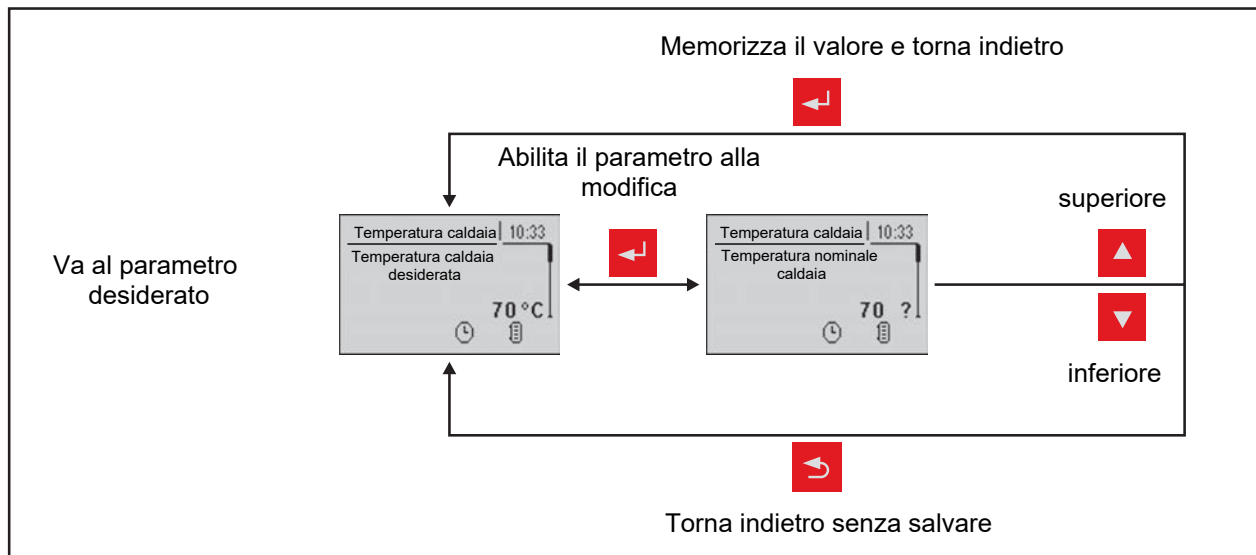 Memorizza il valore e torna indietro
Abilita il parametro alla
modifica
superiore
Va al parametro
desiderato
Temperatura caldaia 10:33
Temperatura caldaia
desiderata
70 °C
Temperatura caldaia 10:33
Temperatura nominale
caldaia
70 ?
inferiore
Torna indietro senza salvare